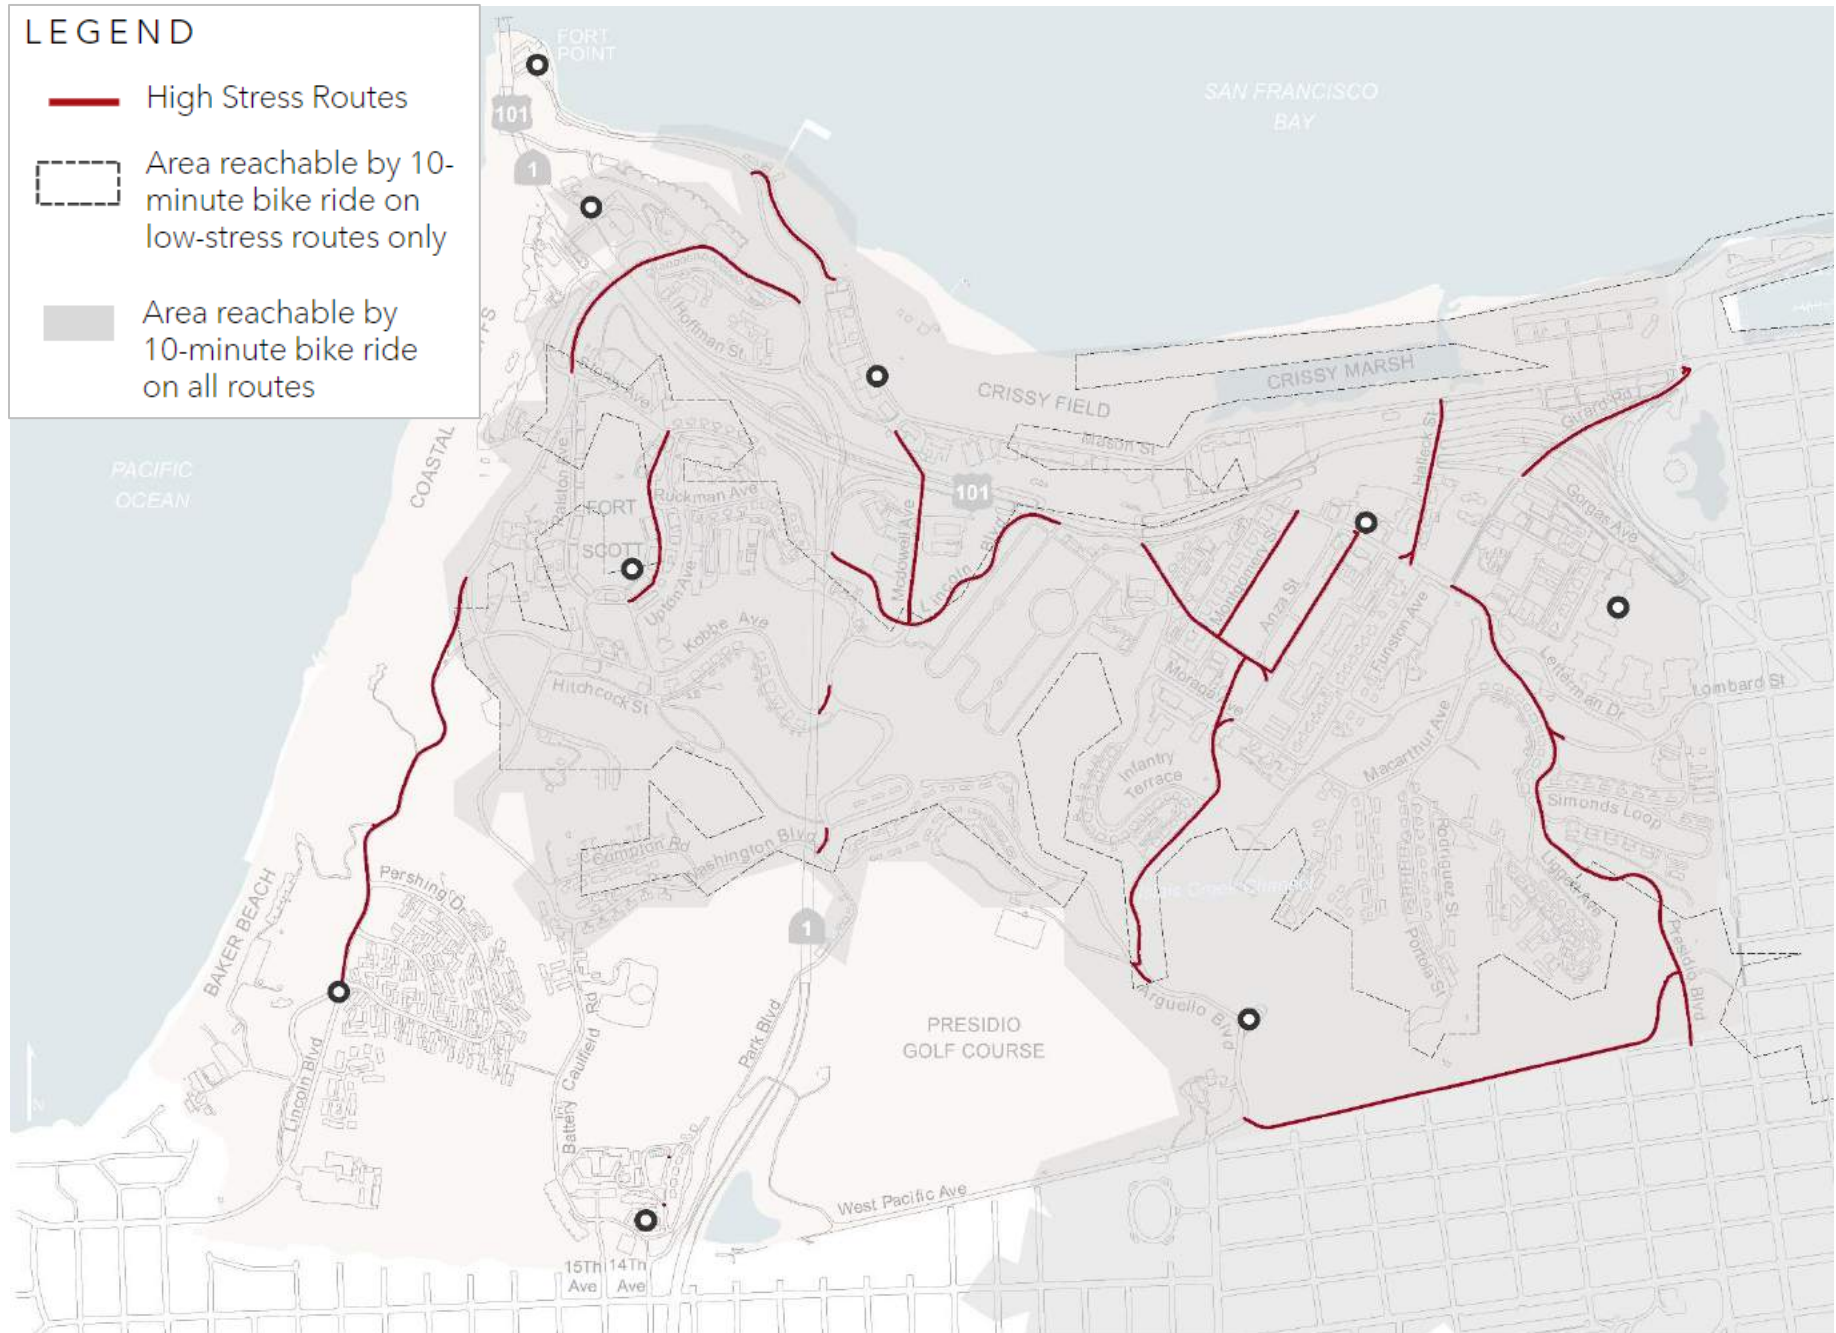 LEGEND
High Stress Routes
Area reachable by 10-
minute bike ride on
low-stress routes only
Area reachable by
10-minute bike ride
on all routes
FORT
POINT
101
1
SAN FRANCISCO
BAY
PACIFIC
OCEAN
COASTAL
FS
Hoffman St
CRISSY FIELD
CRISSY MARSH
Mason St
Halleck St
Girard Rd
Gorgas Ave
101
Ralston Ave
Ruckman Ave
FORT
SCOTT
Upton Ave
Kobbe Ave
Hitchcock St
Mcdowell Ave
Lincoln Blvd
Montgomery St
Anza St
Funston Ave
Moraga Ave
Letterman Dr
Lombard St
Infantry
Terrace
Macarthur Ave
Simonds Loop
Rodriguez St
Portola St
Liggett Ave
Presidio Blvd
Compton Rd
Washington Blvd
1
BAKER BEACH
Pershing Dr
Lincoln Blvd
Battery Caulfield Rd
Park Blvd
PRESIDIO
GOLF COURSE
Arguello Blvd
West Pacific Ave
15Th
Ave
14Th
Ave
N